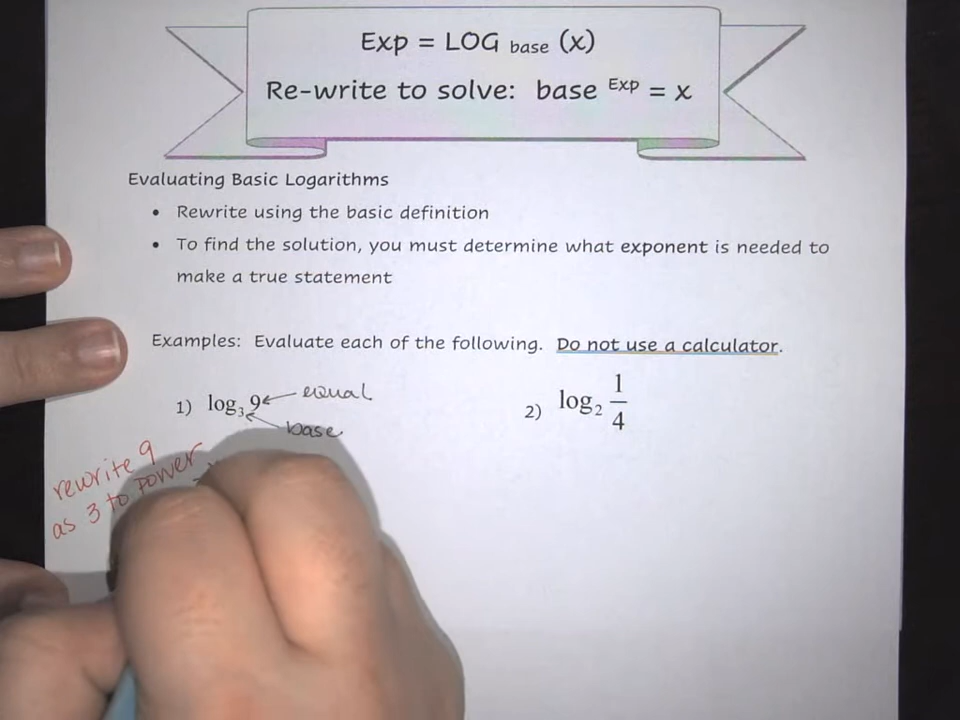 Exp = LOG base (x)
Re-write to solve: base Exp = x
Evaluating Basic Logarithms
• Rewrite using the basic definition
• To find the solution, you must determine what exponent is needed to
make a true statement
Examples: Evaluate each of the following. Do not use a calculator.
1) log₃ 9 equal
base
2) log₂ 1/4
rewrite 9
as 3 to power